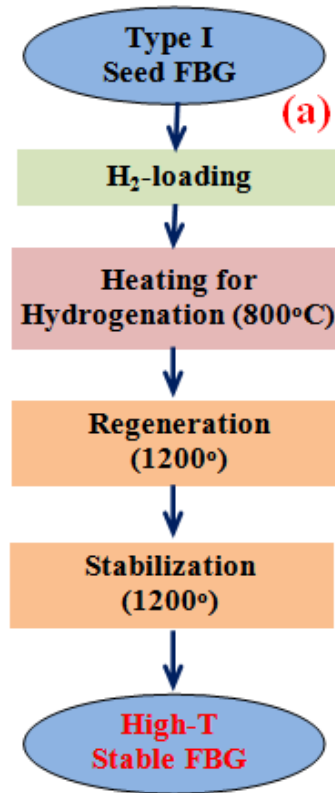 Type I
Seed FBG
(a)
H₂-loading
Heating for
Hydrogenation (800°C)
Regeneration
(1200°)
Stabilization
(1200°)
High-T
Stable FBG